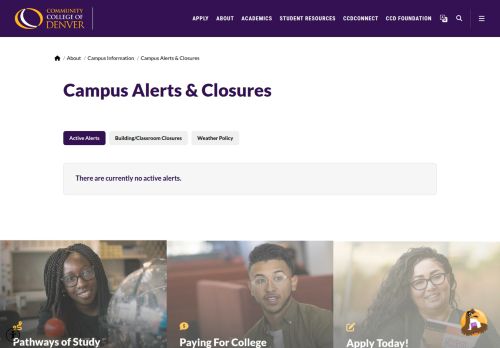 COMMUNITY
COLLEGE OF
DENVER
APPLY ABOUT ACADEMICS STUDENT RESOURCES CCDCONNECT CCD FOUNDATION
/ About / Campus Information / Campus Alerts & Closures
Campus Alerts & Closures
Active Alerts Building/Classroom Closures Weather Policy
There are currently no active alerts.
Pathways of Study
Paying For College
Apply Today!